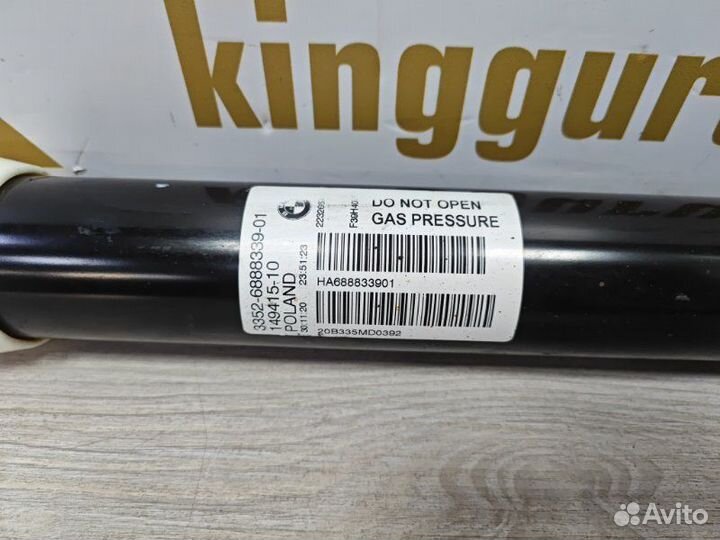 kinggur
3352-6888339-01
149415-10
POLAND
30.11.20 23:51:23
DO NOT OPEN
GAS PRESSURE
HA688833901
20B335MD0392
Avito